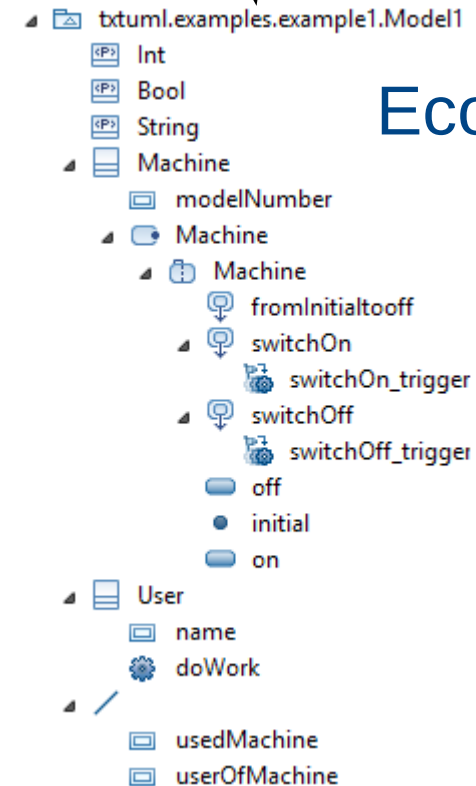 txtuml.examples.example1.Model1
<P> Int
<P> Bool
<P> String
Machine
modelNumber
Machine
Machine
fromInitialtooff
switchOn
switchOn_trigger
switchOff
switchOff_trigger
off
initial
on
User
name
doWork
usedMachine
userOfMachine